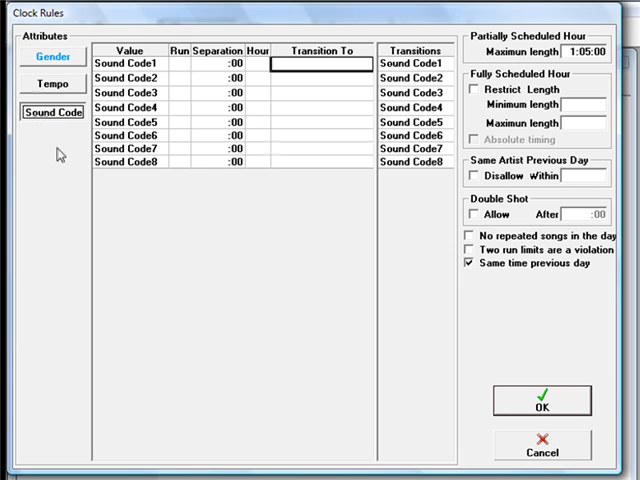 Clock Rules
Attributes
Gender
Tempo
Sound Code
Value Run Separation Hour Transition To Transitions
Sound Code1 :00 Sound Code1
Sound Code2 :00 Sound Code2
Sound Code3 :00 Sound Code3
Sound Code4 :00 Sound Code4
Sound Code5 :00 Sound Code5
Sound Code6 :00 Sound Code6
Sound Code7 :00 Sound Code7
Sound Code8 :00 Sound Code8
Partially Scheduled Hour
Maximun length 1:05:00
Fully Scheduled Hour
Restrict Length
Minimum length
Maximun length
Absolute timing
Same Artist Previous Day
Disallow Within
Double Shot
Allow After :00
No repeated songs in the day
Two run limits are a violation
Same time previous day
OK
Cancel